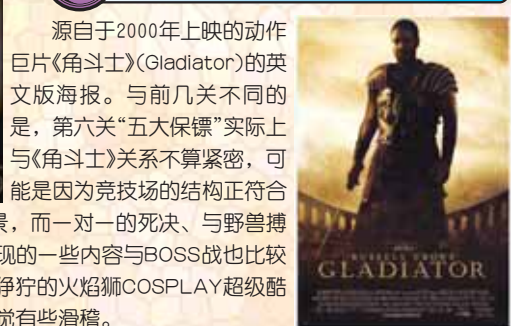 源自于2000年上映的动作
巨片《角斗士》(Gladiator)的英
文版海报。与前几关不同的
是，第六关“五大保镖”实际上
与《角斗士》关系不算紧密，可
能是因为竞技场的结构正符合
景，而一对一的死决、与野兽搏
现的一些内容与BOSS战也比较
狰狞的火焰狮COSPLAY超级酷
觉有些滑稽。
RUSSELL CROWE
GLADIATOR